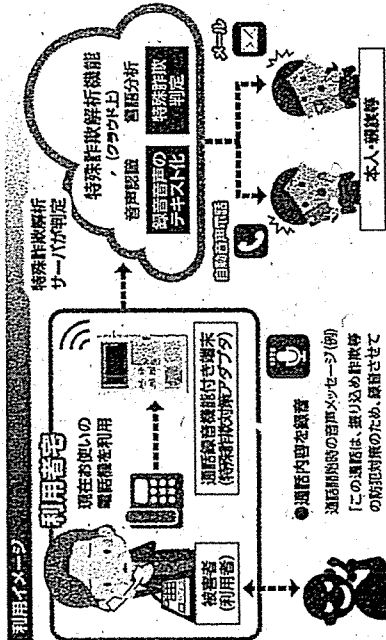 利用イメージ
利用者宅
現在お使いの
電話機を利用
被害者
(利用者)
通話録音機能付き端末
(特殊詐欺対策アダプタ)
●通話内容を録音
通話開始時の音声メッセージ(例)
「この通話は、振り込め詐欺等
の防犯対策のため、録音させて
特殊詐欺解析
サーバが判定
特殊詐欺解析機能
(クラウド上)
音声認識 言語分析
録音音声の
テキスト化
特殊詐欺
判定
自動音声電話
メール
本人・親族等